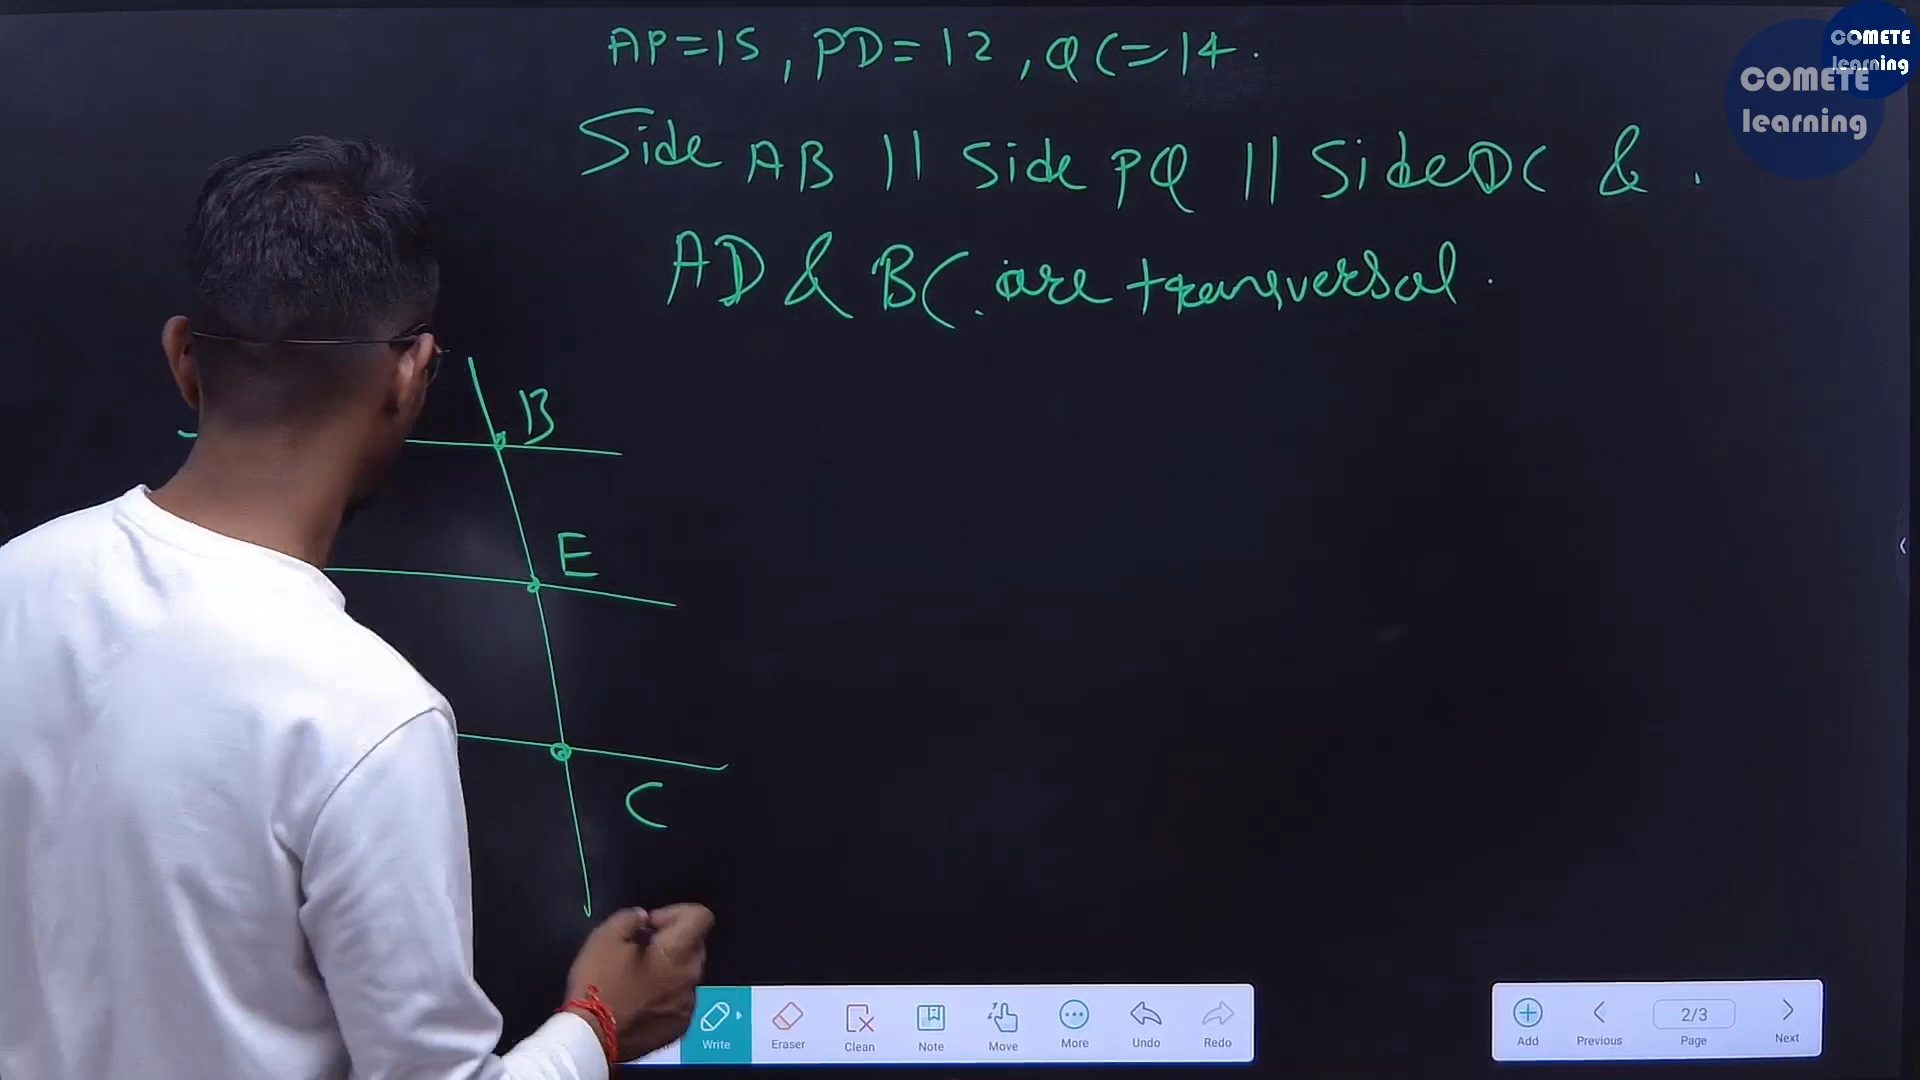 AP=15, PD=12, QC=14.
Side AB || Side PQ || Side DC & .
AD & BC. are transversal.
B
E
C
COMETE
learning
COMETE
learning
Write
Eraser
Clean
Note
Move
More
Undo
Redo
Add
Previous
2/3
Page
Next